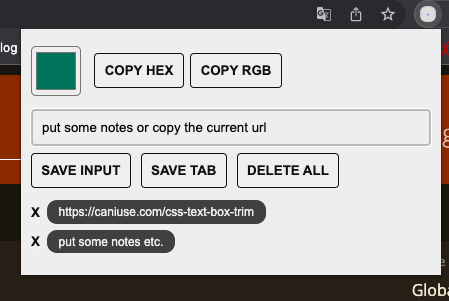 log
COPY HEX COPY RGB
put some notes or copy the current url
SAVE INPUT SAVE TAB DELETE ALL
X https://caniuse.com/css-text-box-trim
X put some notes etc.
Globa